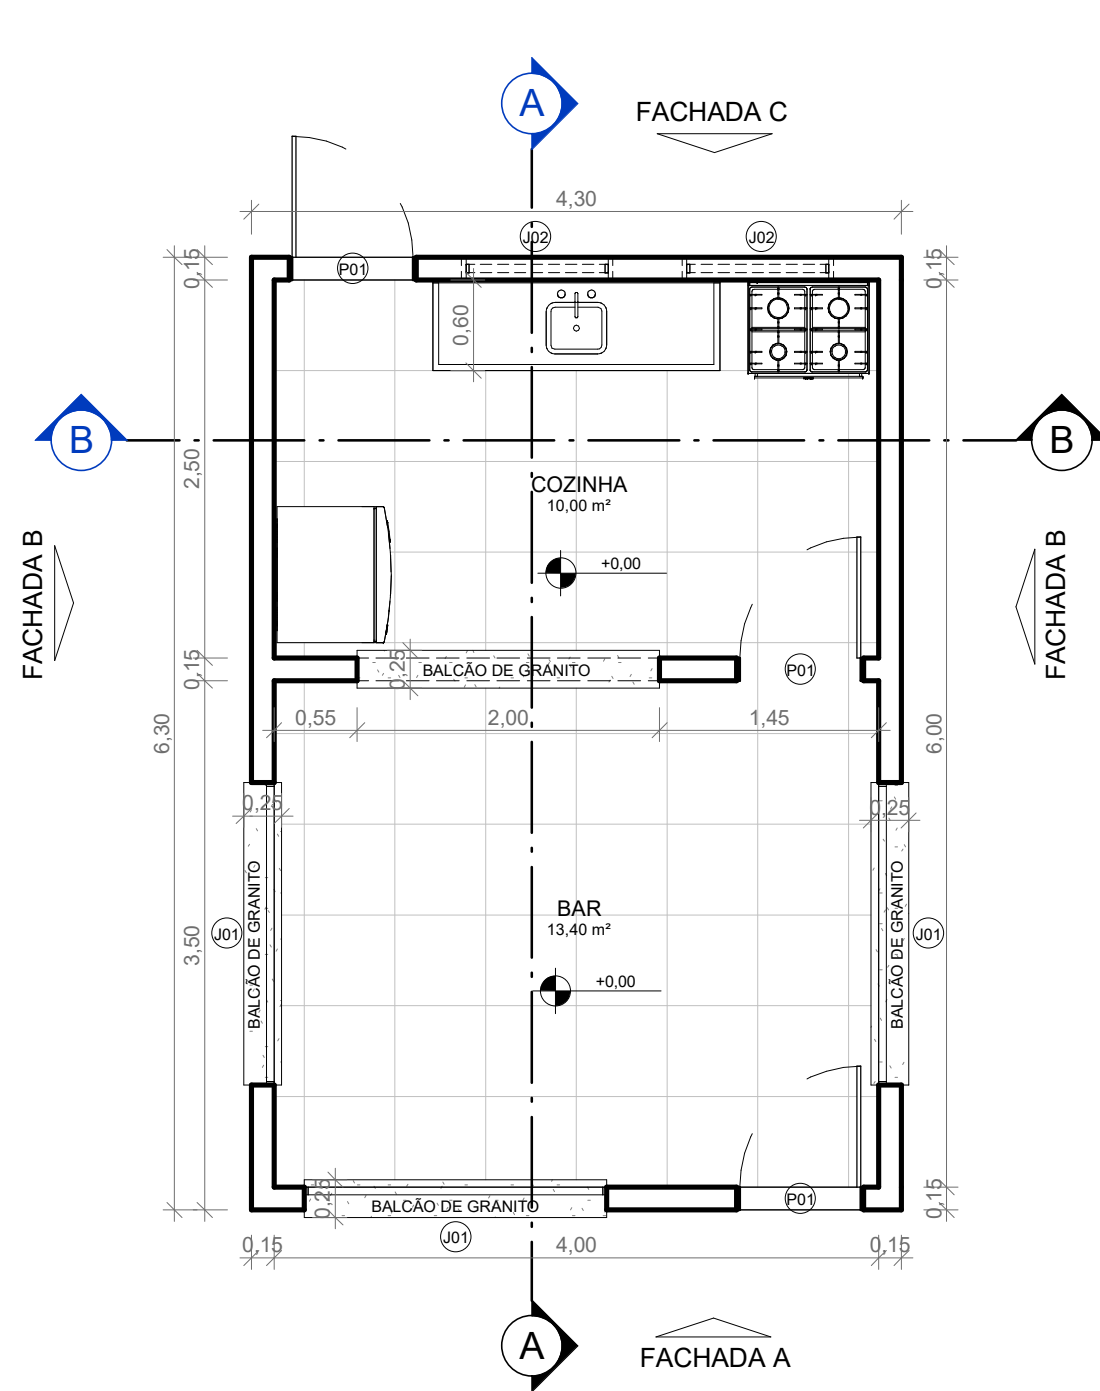 A
FACHADA C
4,30
J02
J02
0,15
0,15
P01
0,60
B
B
2,50
COZINHA
10,00 m²
FACHADA B
FACHADA B
+0,00
0,15
0,25
BALCÃO DE GRANITO
P01
0,55
2,00
1,45
6,30
6,00
0,25
0,25
BALCÃO DE GRANITO
BALCÃO DE GRANITO
BAR
13,40 m²
J01
J01
3,50
+0,00
0,25
BALCÃO DE GRANITO
P01
0,15
J01
0,15
4,00
0,15
A
FACHADA A